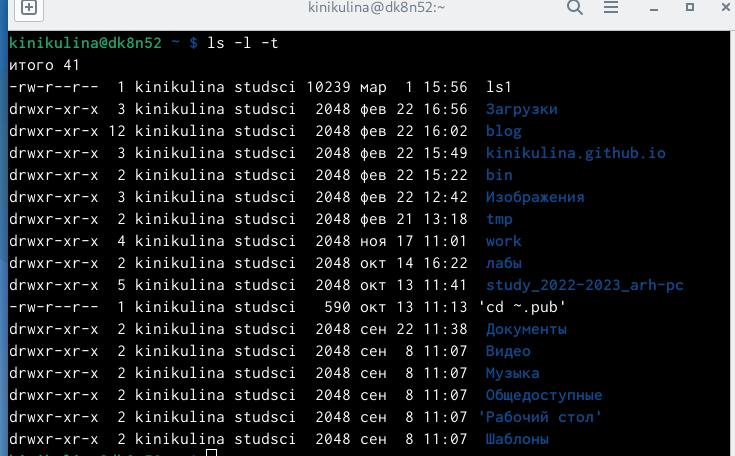 kinikulina@dk8n52:~
kinikulina@dk8n52 ~ $ ls -l -t
итого 41
-rw-r--r--  1 kinikulina studsci 10239 мар  1 15:56  ls1
drwxr-xr-x  3 kinikulina studsci  2048 фев 22 16:56  Загрузки
drwxr-xr-x 12 kinikulina studsci  2048 фев 22 16:02  blog
drwxr-xr-x  3 kinikulina studsci  2048 фев 22 15:49  kinikulina.github.io
drwxr-xr-x  2 kinikulina studsci  2048 фев 22 15:22  bin
drwxr-xr-x  3 kinikulina studsci  2048 фев 22 12:42  Изображения
drwxr-xr-x  2 kinikulina studsci  2048 фев 21 13:18  tmp
drwxr-xr-x  4 kinikulina studsci  2048 ноя 17 11:01  work
drwxr-xr-x  2 kinikulina studsci  2048 окт 14 16:22  лабы
drwxr-xr-x  5 kinikulina studsci  2048 окт 13 11:41  study_2022-2023_arh-pc
-rw-r--r--  1 kinikulina studsci   590 окт 13 11:13 'cd ~.pub'
drwxr-xr-x  2 kinikulina studsci  2048 сен 22 11:38  Документы
drwxr-xr-x  2 kinikulina studsci  2048 сен  8 11:07  Видео
drwxr-xr-x  2 kinikulina studsci  2048 сен  8 11:07  Музыка
drwxr-xr-x  2 kinikulina studsci  2048 сен  8 11:07  Общедоступные
drwxr-xr-x  2 kinikulina studsci  2048 сен  8 11:07 'Рабочий стол'
drwxr-xr-x  2 kinikulina studsci  2048 сен  8 11:07  Шаблоны